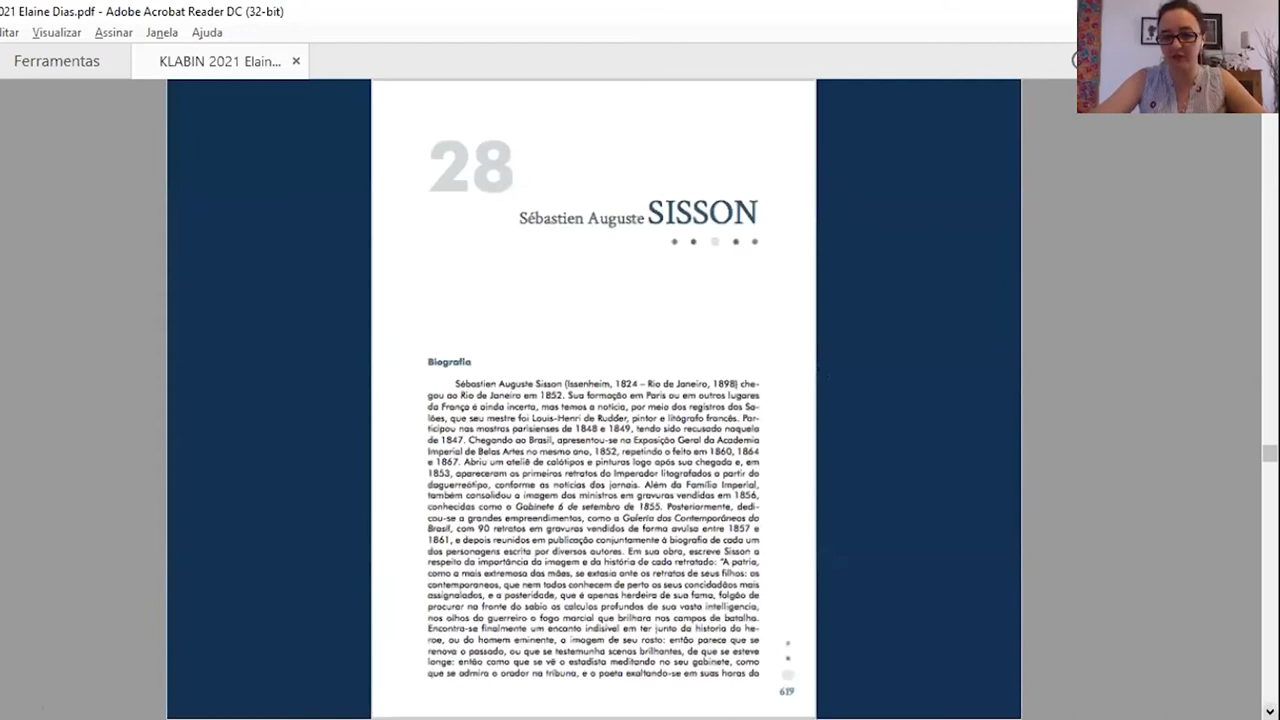 021 Elaine Dias.pdf - Adobe Acrobat Reader DC (32-bit)
itar Visualizar Assinar Janela Ajuda
Ferramentas KLABIN 2021 Elain... ×
28
Sébastien Auguste SISSON
Biografia
Sébastien Auguste Sisson (Issenheim, 1824 – Rio de Janeiro, 1898) che-
gou ao Rio de Janeiro em 1852. Sua formação em Paris ou em outros lugares
da França é ainda incerta, mas temos a notícia, por meio dos registros dos Sa-
lões, que seu mestre foi Louis-Henri de Rudder, pintor e litógrafo francês. Par-
ticipou nas mostras parisienses de 1848 e 1849, tendo sido recusado naquela
de 1847. Chegando ao Brasil, apresentou-se na Exposição Geral da Academia
Imperial de Belas Artes no mesmo ano, 1852, repetindo o feito em 1860, 1864
e 1867. Abriu um ateliê de calótipos e pinturas logo após sua chegada e, em
1853, apareceram os primeiros retratos do Imperador litografados a partir do
daguerreótipo, conforme as notícias dos jornais. Além da Família Imperial,
também consolidou a imagem dos ministros em gravuras vendidas em 1856,
conhecidas como o Gabinete 6 de setembro de 1855. Posteriormente, dedi-
cou-se a grandes empreendimentos, como a Galeria dos Contemporâneos do
Brasil, com 90 retratos em gravuras vendidos de forma avulsa entre 1857 e
1861, e depois reunidos em publicação conjuntamente à biografia de cada um
dos personagens escrita por diversos autores. Em sua obra, escreve Sisson a
respeito da importância da imagem e da história de cada retratado: "A patria,
como a mais extremosa das mães, se extasia ante os retratos de seus filhos: os
contemporaneos, que nem todos conhecem de perto os seus concidadãos mais
assignalados, e a posteridade, que é apenas herdeira de sua fama, folgão de
procurar na fronte do sabio os calculos profundos de sua vasta intelligencia,
nos olhos do guerreiro o fogo marcial que brilhara nos campos de batalha.
Encontra-se finalmente um encanto indisivel em ter junto da historia do he-
roe, ou do homem eminente, a imagem de seu rosto: então parece que se
renova o passado, ou que se testemunha scenas brilhantes, de que se esteve
longe: então como que se vê o estadista meditando no seu gabinete, como
que se admira o orador na tribuna, e o poeta exaltando-se em suas haras da
619